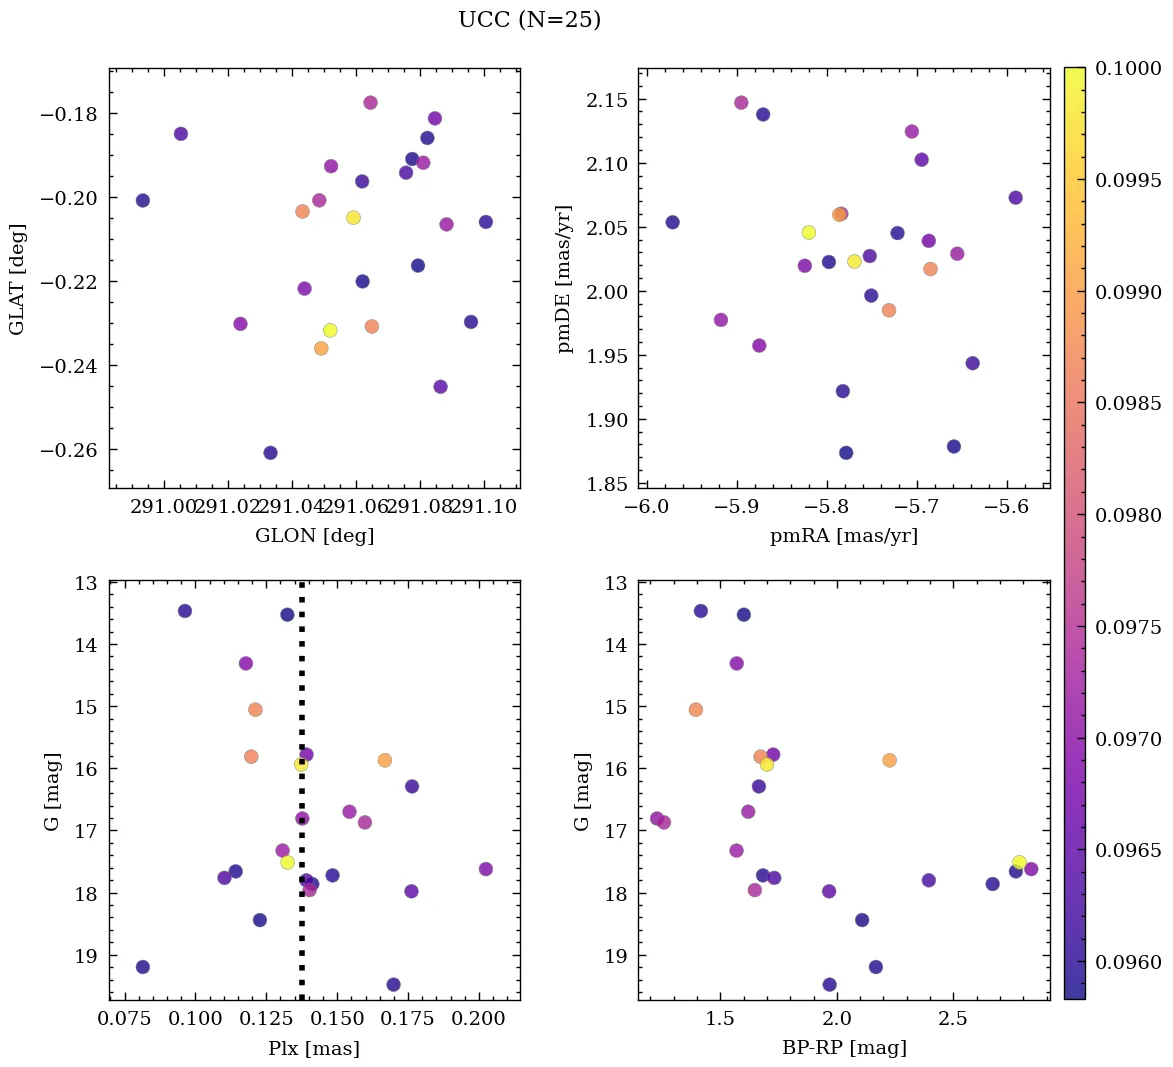 UCC (N=25)
−0.18
−0.20
−0.22
−0.24
−0.26
GLAT [deg]
291.00 291.02 291.04 291.06 291.08 291.10
GLON [deg]
2.15
2.10
2.05
2.00
1.95
1.90
1.85
pmDE [mas/yr]
−6.0 −5.9 −5.8 −5.7 −5.6
pmRA [mas/yr]
0.1000
0.0995
0.0990
0.0985
0.0980
0.0975
0.0970
0.0965
0.0960
13
14
15
16
17
18
19
G [mag]
0.075 0.100 0.125 0.150 0.175 0.200
Plx [mas]
13
14
15
16
17
18
19
G [mag]
1.5 2.0 2.5
BP-RP [mag]